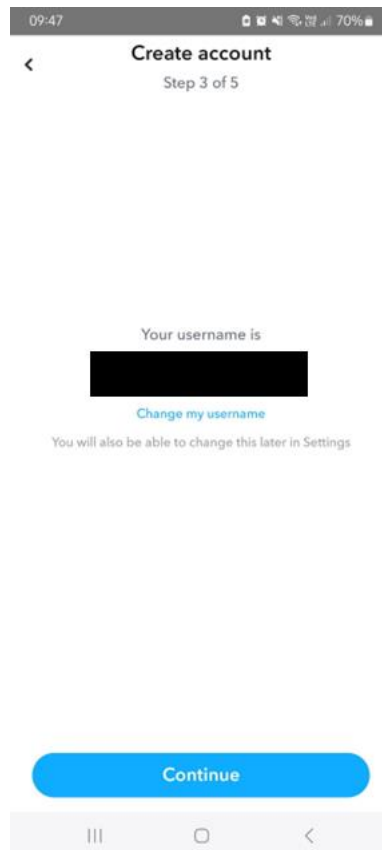 09:47
70%
Create account
Step 3 of 5
Your username is
Change my username
You will also be able to change this later in Settings
Continue